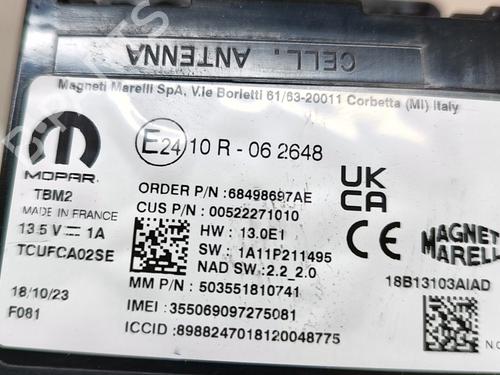 CELL. ANTENNA
Magneti Marelli SpA, V.le Borletti 61/63-20011 Corbetta (MI) Italy
E24 10 R - 06 2648
MOPAR
TBM2
MADE IN FRANCE
13.5 V ⎓ 1A
TCUFCA02SE
18/10/23
F081
ORDER P/N : 68498697AE
CUS P/N : 00522271010
HW : 13.0E1
SW : 1A11P211495
NAD SW : 2.2_2.0
MM P/N : 503551810741
IMEI : 355069097275081
ICCID : 8988247018120048775
UK
CA
CE
MAGNETI
MARELLI
18B13103AIAD